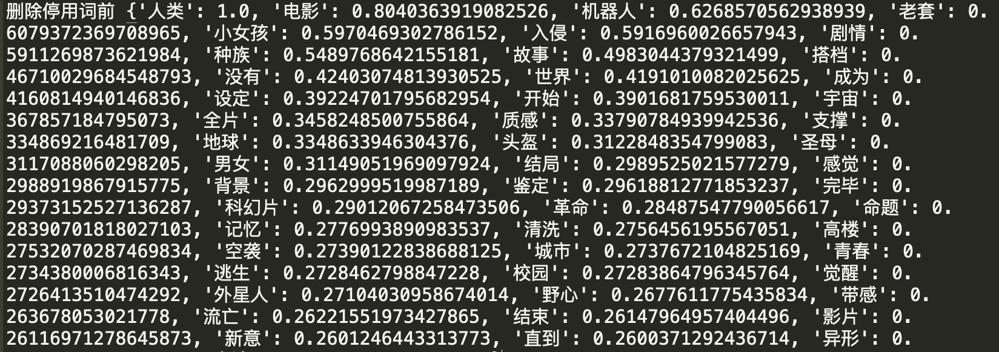 删除停用词前 {'人类': 1.0, '电影': 0.8040363919082526, '机器人': 0.6268570562938939, '老套': 0.
6079372369708965, '小女孩': 0.5970469302786152, '入侵': 0.5916960026657943, '剧情': 0.
5911269873621984, '种族': 0.5489768642155181, '故事': 0.4983044379321499, '搭档': 0.
46710029684548793, '没有': 0.42403074813930525, '世界': 0.4191010082025625, '成为': 0.
4160814940146836, '设定': 0.39224701795682954, '开始': 0.3901681759530011, '宇宙': 0.
367857184795073, '全片': 0.3458248500755864, '质感': 0.33790784939942536, '支撑': 0.
334869216481709, '地球': 0.3348633946304376, '头盔': 0.3122848354799083, '圣母': 0.
3117088060298205, '男女': 0.31149051969097924, '结局': 0.2989525021577279, '感觉': 0.
2988919867915775, '背景': 0.2962999519987189, '鉴定': 0.29618812771853237, '完毕': 0.
29373152527136287, '科幻片': 0.29012067258473506, '革命': 0.28487547790056617, '命题': 0.
28390701818027103, '记忆': 0.2776993890983537, '清洗': 0.2756456195567051, '高楼': 0.
27532070287469834, '空袭': 0.27390122838688125, '城市': 0.2737672104825169, '青春': 0.
2734380006816343, '逃生': 0.2728462798847228, '校园': 0.27283864796345764, '觉醒': 0.
2726413510474292, '外星人': 0.27104030958674014, '野心': 0.2677611775435834, '带感': 0.
263678053021778, '流亡': 0.26221551973427865, '结束': 0.26147964957404496, '影片': 0.
26116971278645873, '新意': 0.2601246443313773, '直到': 0.2600371292436714, '异形': 0.